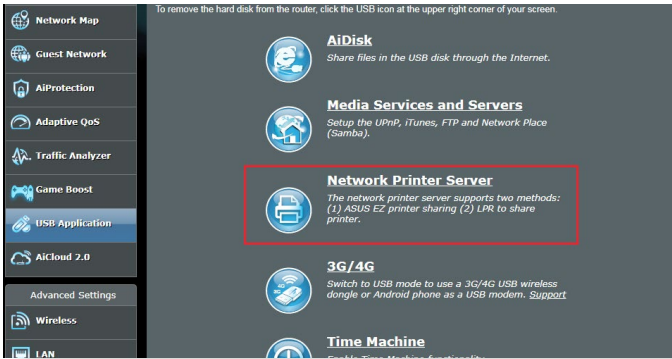 To remove the hard disk from the router, click the USB icon at the upper right corner of your screen.
Network Map
Guest Network
AiProtection
Adaptive QoS
Traffic Analyzer
Game Boost
USB Application
AiCloud 2.0
Advanced Settings
Wireless
LAN
AiDisk
Share files in the USB disk through the Internet.
Media Services and Servers
Setup the UPnP, iTunes, FTP and Network Place
(Samba).
Network Printer Server
The network printer server supports two methods:
(1) ASUS EZ printer sharing (2) LPR to share
printer.
3G/4G
Switch to USB mode to use a 3G/4G USB wireless
dongle or Android phone as a USB modem. Support
Time Machine
Enable Time Machine functionality.